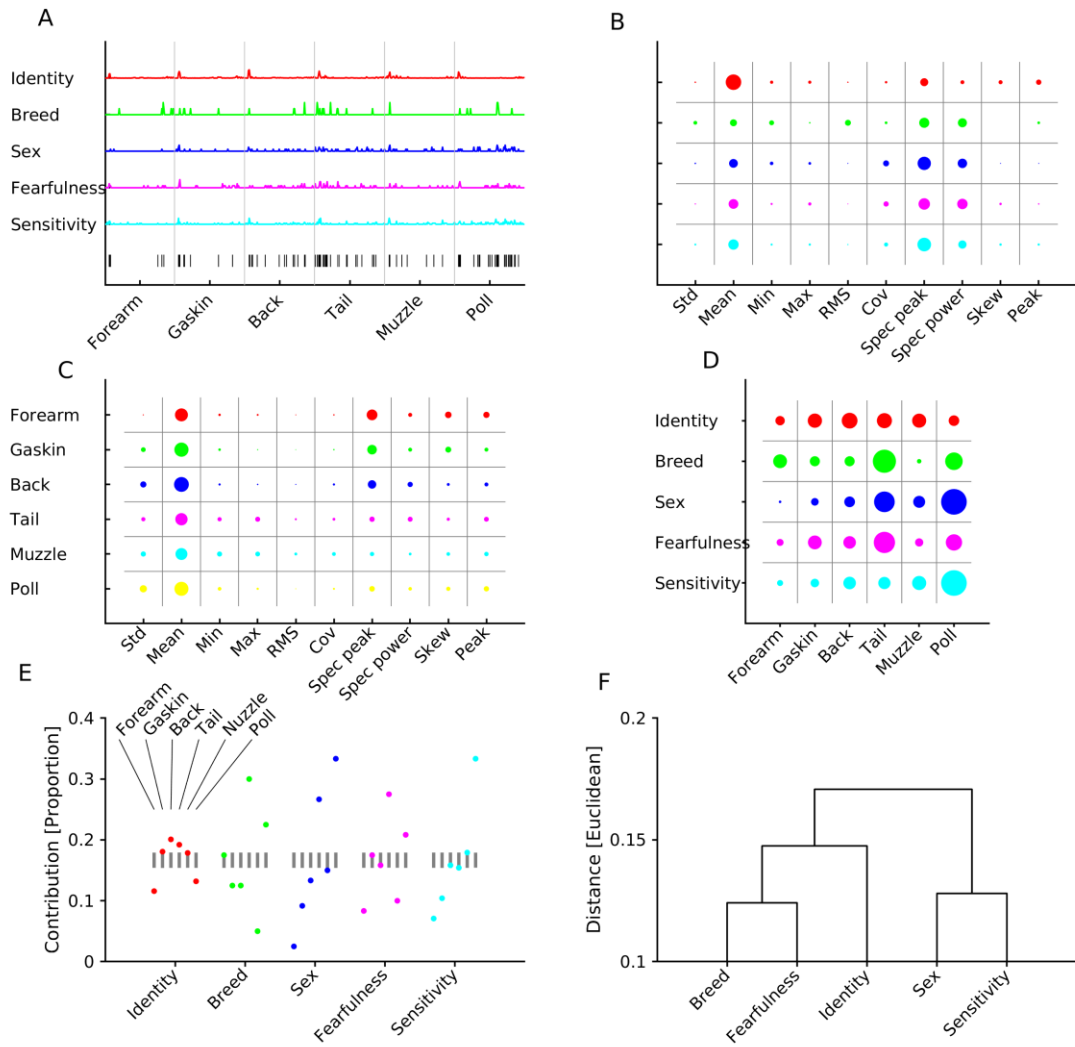 A
Identity
Breed
Sex
Fearfulness
Sensitivity
Forearm
Gaskin
Back
Tail
Muzzle
Poll
B
Std
Mean
Min
Max
RMS
Cov
Spec peak
Spec power
Skew
Peak
C
Forearm
Gaskin
Back
Tail
Muzzle
Poll
Std
Mean
Min
Max
RMS
Cov
Spec peak
Spec power
Skew
Peak
D
Identity
Breed
Sex
Fearfulness
Sensitivity
Forearm
Gaskin
Back
Tail
Muzzle
Poll
E
Forearm
Gaskin
Back
Tail
Nuzzle
Poll
Contribution [Proportion]
0.4
0.3
0.2
0.1
0
Identity
Breed
Sex
Fearfulness
Sensitivity
F
Distance [Euclidean]
0.2
0.15
0.1
Breed
Fearfulness
Identity
Sex
Sensitivity